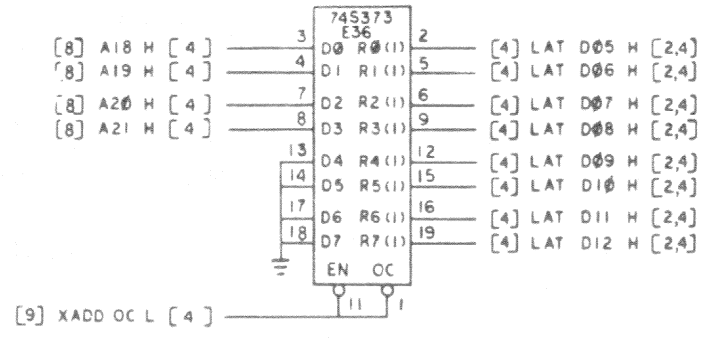 74S373
E36
[8] A18 H [4] 3 D0 R0(1) 2 [4] LAT D05 H [2,4]
[8] A19 H [4] 4 D1 R1(1) 5 [4] LAT D06 H [2,4]
[8] A20 H [4] 7 D2 R2(1) 6 [4] LAT D07 H [2,4]
[8] A21 H [4] 8 D3 R3(1) 9 [4] LAT D08 H [2,4]
13 D4 R4(1) 12 [4] LAT D09 H [2,4]
14 D5 R5(1) 15 [4] LAT D10 H [2,4]
17 D6 R6(1) 16 [4] LAT D11 H [2,4]
18 D7 R7(1) 19 [4] LAT D12 H [2,4]
EN OC
11 1
[9] XADD OC L [4]